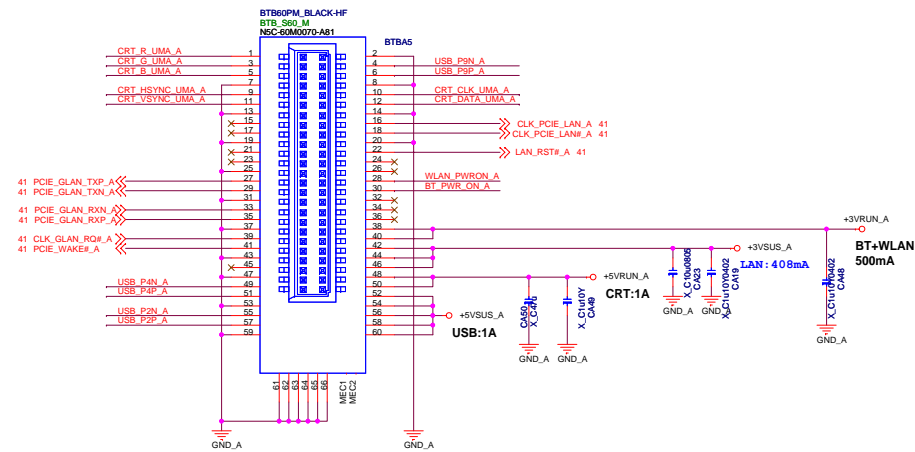 BTB60PM_BLACK-HF
BTB_S60_M
N5C-60M0070-A81
BTBA5
CRT_R_UMA_A 1 2
CRT_G_UMA_A 3 4 USB_P9N_A
CRT_B_UMA_A 5 6 USB_P9P_A
7 8
CRT_HSYNC_UMA_A 9 10 CRT_CLK_UMA_A
CRT_VSYNC_UMA_A 11 12 CRT_DATA_UMA_A
13 14
15 16 CLK_PCIE_LAN_A 41
17 18 CLK_PCIE_LAN#_A 41
19 20
21 22 LAN_RST#_A 41
23 24
25 26
41 PCIE_GLAN_TXP_A 27 28 WLAN_PWRON_A
41 PCIE_GLAN_TXN_A 29 30 BT_PWR_ON_A
31 32
41 PCIE_GLAN_RXN_A 33 34
41 PCIE_GLAN_RXP_A 35 36
37 38 +3VRUN_A
41 CLK_GLAN_RQ#_A 39 40
BT+WLAN
500mA
41 PCIE_WAKE#_A 41 42 +3VSUS_A
43 44
LAN:408mA
45 46
47 48 +5VRUN_A
USB_P4N_A 49 50
CRT:1A
USB_P4P_A 51 52
53 54
USB_P2N_A 55 56 +5VSUS_A
USB_P2P_A 57 58
59 60
USB:1A
CA50
X_C47u
X_C1u10Y
CA49
X_C10u0805
CA23
X_C1u10Y0402
CA19
X_C1u10Y0402
CA48
GND_A
GND_A
GND_A
GND_A
GND_A
61
62
63
64
65
66
MEC1
MEC2
GND_A
GND_A